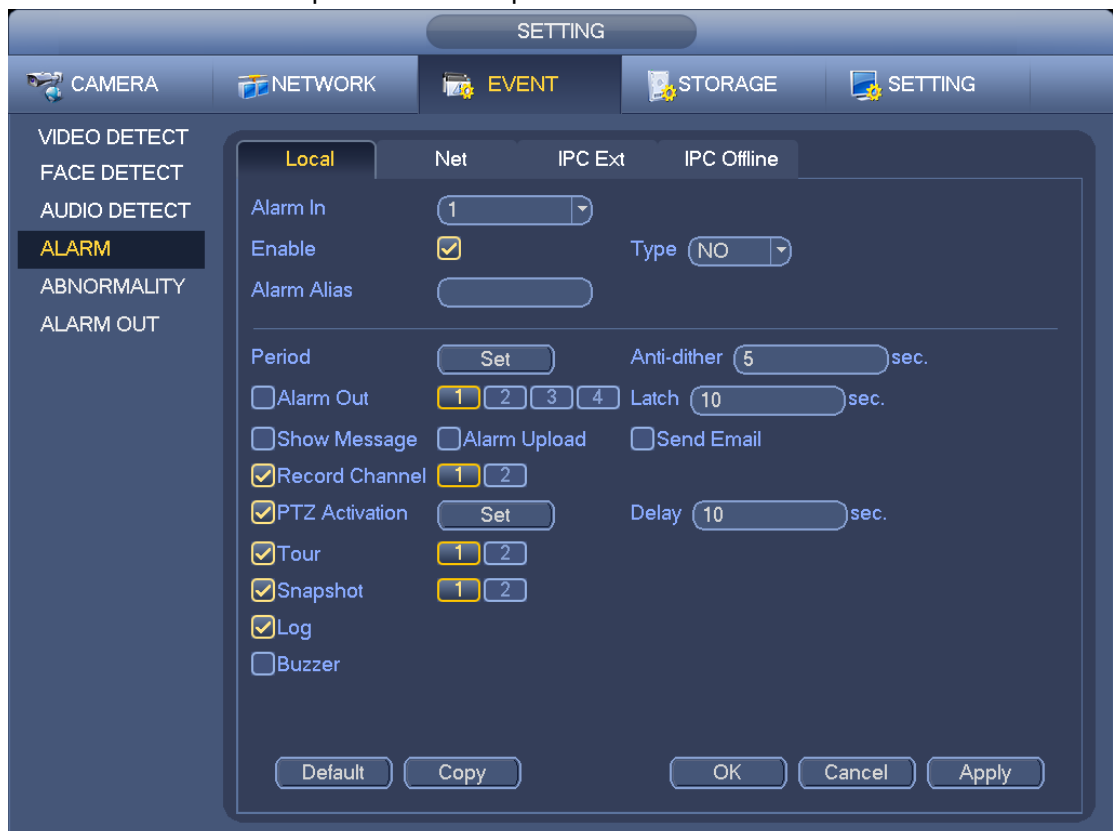 SETTING
CAMERA NETWORK EVENT STORAGE SETTING
VIDEO DETECT
FACE DETECT
AUDIO DETECT
ALARM
ABNORMALITY
ALARM OUT
Local Net IPC Ext IPC Offline
Alarm In 1
Enable Type NO
Alarm Alias
Period Set Anti-dither 5 sec.
Alarm Out 1 2 3 4 Latch 10 sec.
Show Message Alarm Upload Send Email
Record Channel 1 2
PTZ Activation Set Delay 10 sec.
Tour 1 2
Snapshot 1 2
Log
Buzzer
Default Copy OK Cancel Apply